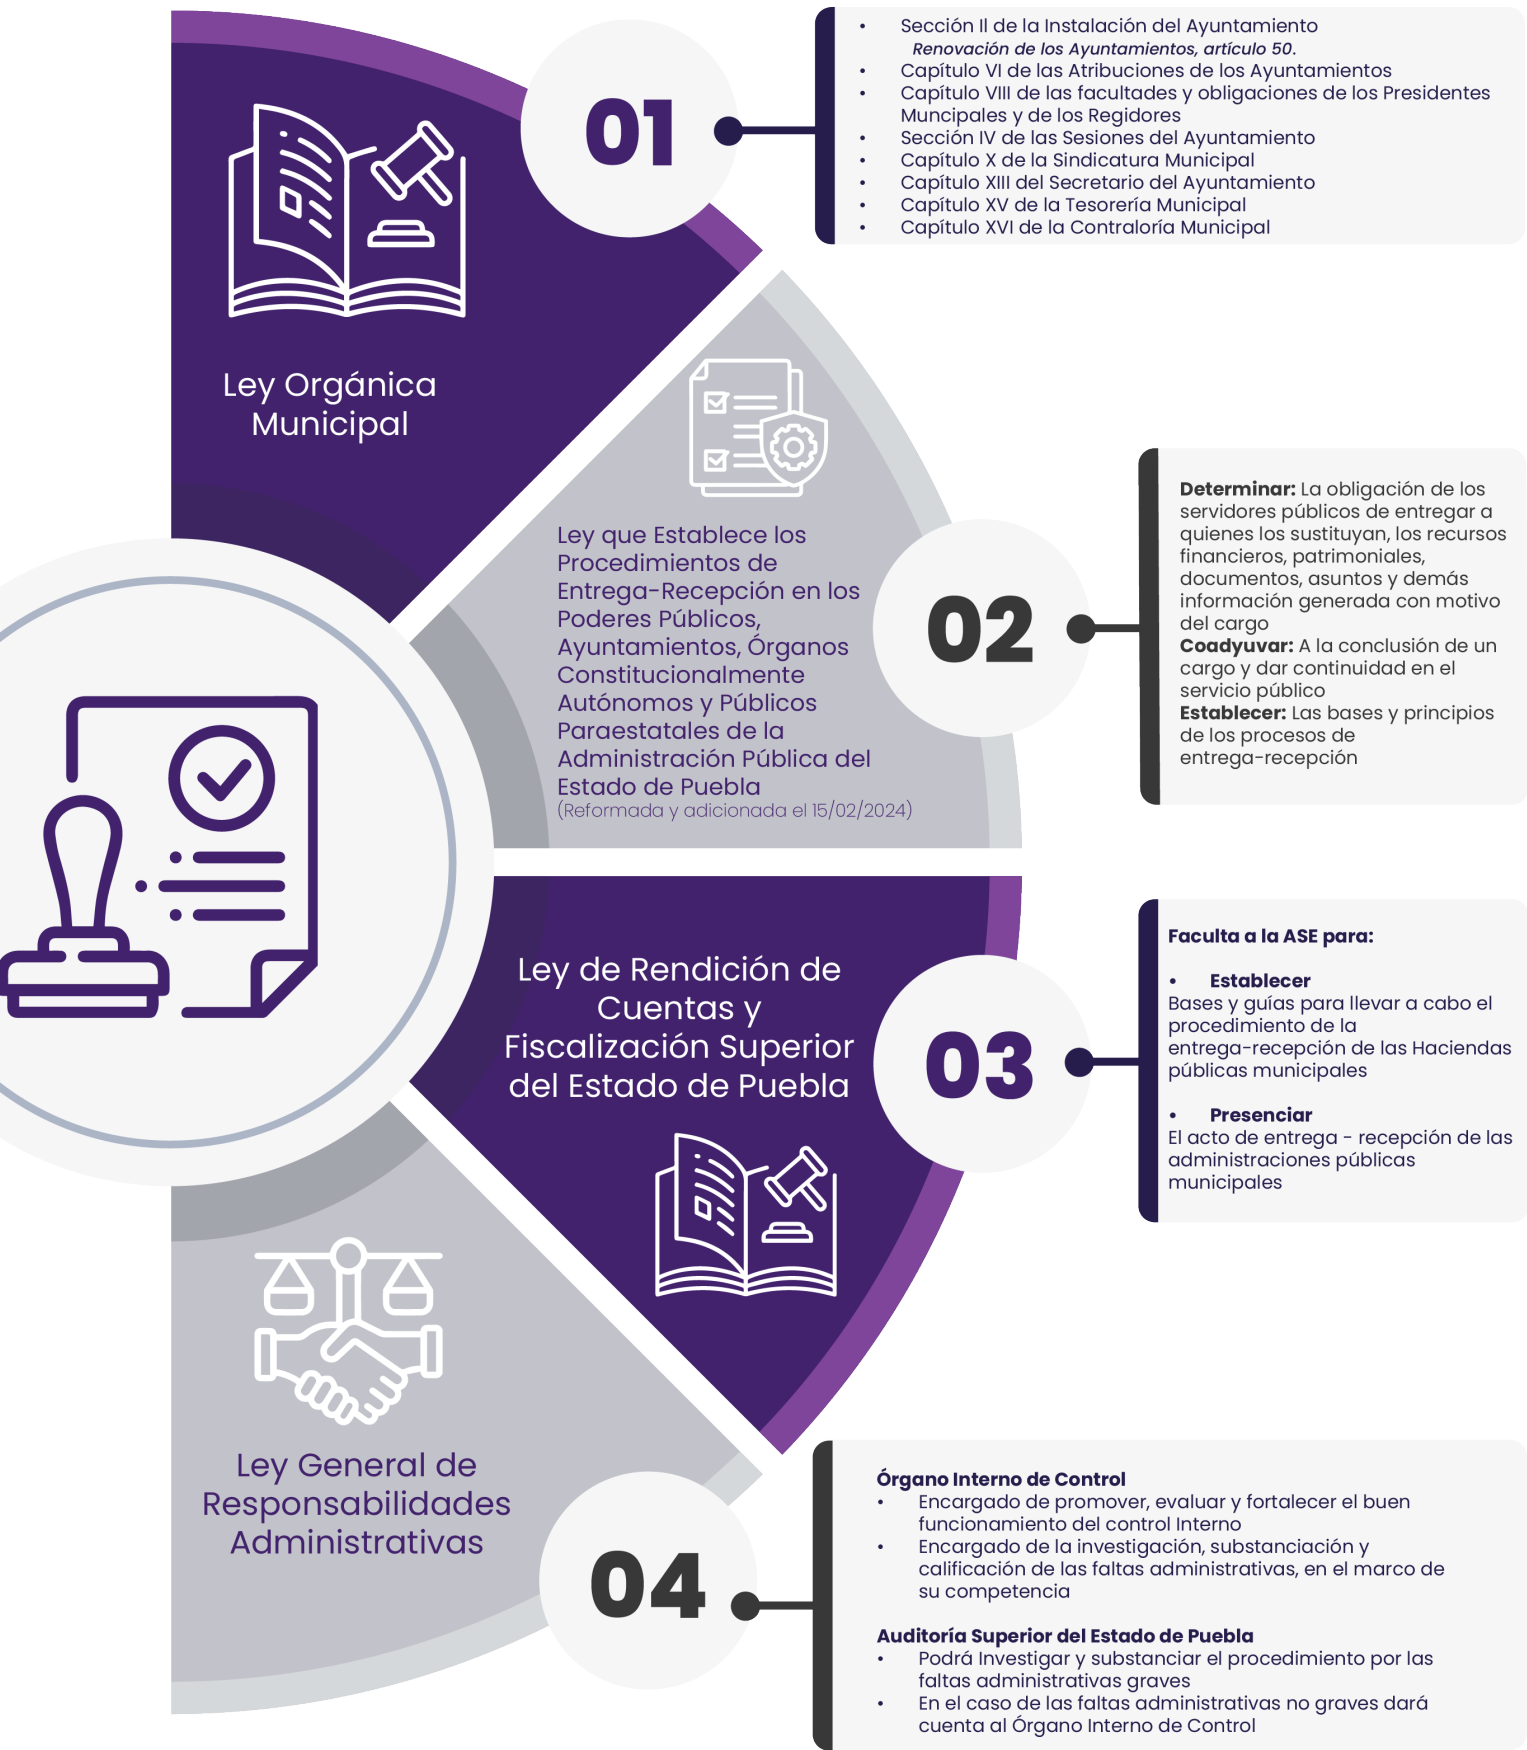 01
Ley Orgánica
Municipal
• Sección II de la Instalación del Ayuntamiento
Renovación de los Ayuntamientos, artículo 50.
• Capítulo VI de las Atribuciones de los Ayuntamientos
• Capítulo VIII de las facultades y obligaciones de los Presidentes
Muncipales y de los Regidores
• Sección IV de las Sesiones del Ayuntamiento
• Capítulo X de la Sindicatura Municipal
• Capítulo XIII del Secretario del Ayuntamiento
• Capítulo XV de la Tesorería Municipal
• Capítulo XVI de la Contraloría Municipal
Ley que Establece los
Procedimientos de
Entrega-Recepción en los
Poderes Públicos,
Ayuntamientos, Órganos
Constitucionalmente
Autónomos y Públicos
Paraestatales de la
Administración Pública del
Estado de Puebla
(Reformada y adicionada el 15/02/2024)
02
Determinar: La obligación de los
servidores públicos de entregar a
quienes los sustituyan, los recursos
financieros, patrimoniales,
documentos, asuntos y demás
información generada con motivo
del cargo
Coadyuvar: A la conclusión de un
cargo y dar continuidad en el
servicio público
Establecer: Las bases y principios
de los procesos de
entrega-recepción
Ley de Rendición de
Cuentas y
Fiscalización Superior
del Estado de Puebla
03
Faculta a la ASE para:
• Establecer
Bases y guías para llevar a cabo el
procedimiento de la
entrega-recepción de las Haciendas
públicas municipales
• Presenciar
El acto de entrega - recepción de las
administraciones públicas
municipales
Ley General de
Responsabilidades
Administrativas
04
Órgano Interno de Control
• Encargado de promover, evaluar y fortalecer el buen
funcionamiento del control Interno
• Encargado de la investigación, substanciación y
calificación de las faltas administrativas, en el marco de
su competencia
Auditoría Superior del Estado de Puebla
• Podrá Investigar y substanciar el procedimiento por las
faltas administrativas graves
• En el caso de las faltas administrativas no graves dará
cuenta al Órgano Interno de Control